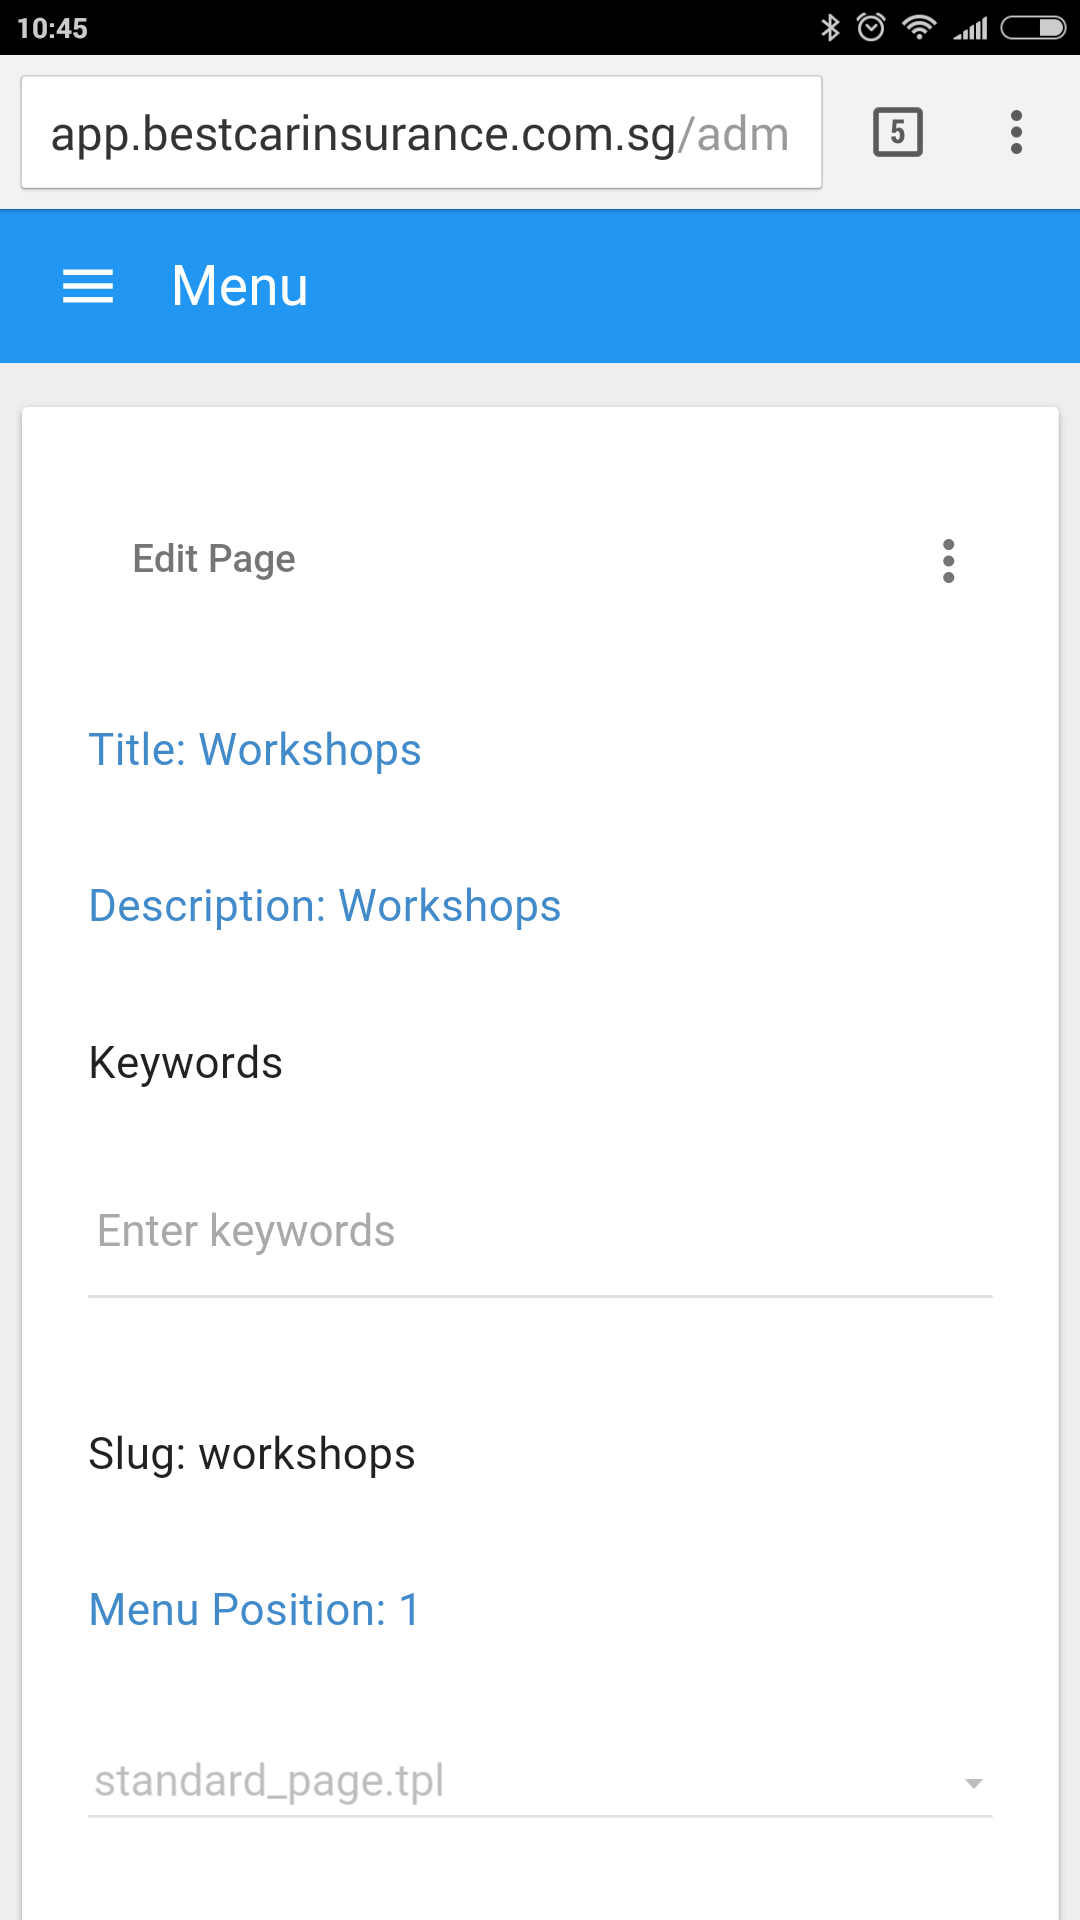 10:45
app.bestcarinsurance.com.sg/adm
5
Menu
Edit Page
Title: Workshops
Description: Workshops
Keywords
Enter keywords
Slug: workshops
Menu Position: 1
standard_page.tpl